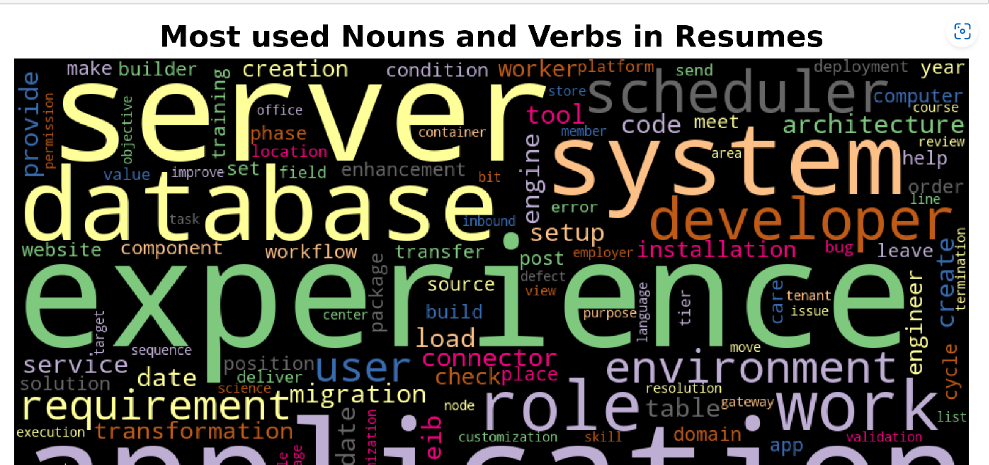 Most used Nouns and Verbs in Resumes
make builder creation condition worker platform send deployment year
provide permission objective training office store scheduler computer course
server tool member code meet architecture review
phase container location area help
value improve set field enhancement bit engine system order line
database task inbound error developer
website component workflow transfer setup employer installation bug leave
experience post defect view package source language tier care tenant issue create termination
target center build purpose engineer
sequence load move
service position user connector environment cycle
solution date deliver science check place resolution
requirement migration node role table gateway work list
execution transformation eib customization skill domain app validation
application